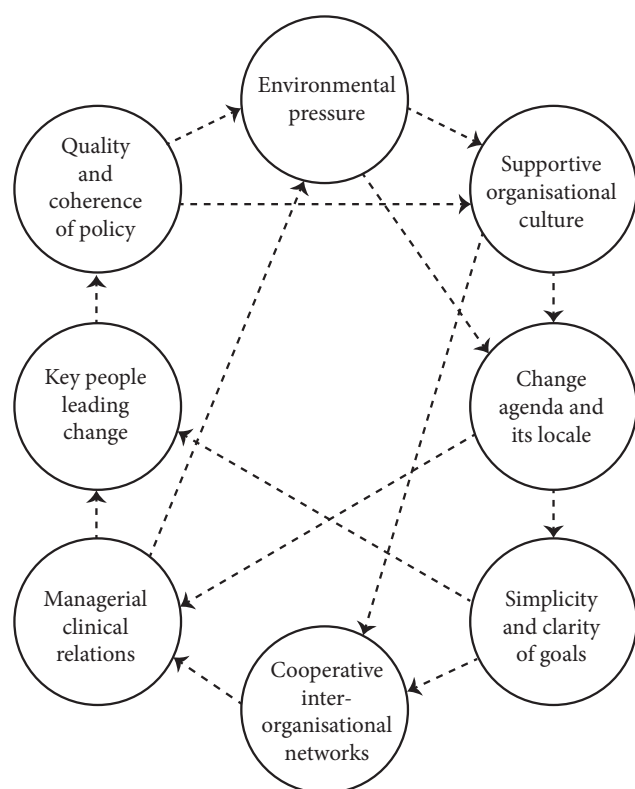 Environmental
pressure
Quality
and
coherence
of policy
Supportive
organisational
culture
Key people
leading
change
Change
agenda and
its locale
Managerial
clinical
relations
Simplicity
and clarity
of goals
Cooperative
inter-
organisational
networks